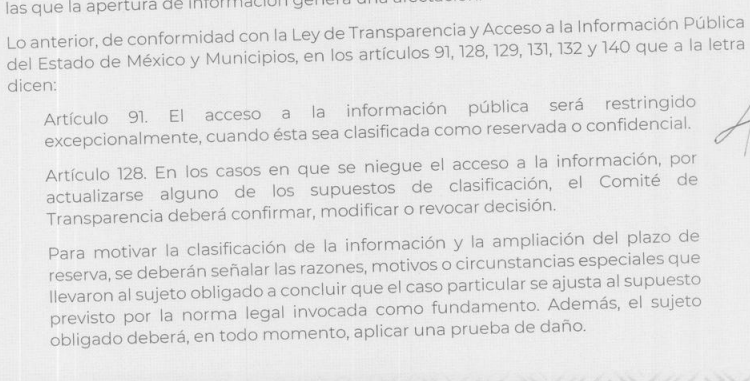 las que la apertura de información genera una
Lo anterior, de conformidad con la Ley de Transparencia y Acceso a la Información Pública
del Estado de México y Municipios, en los artículos 91, 128, 129, 131, 132 y 140 que a la letra
dicen:
Artículo 91. El acceso a la información pública será restringido
excepcionalmente, cuando ésta sea clasificada como reservada o confidencial.
Artículo 128. En los casos en que se niegue el acceso a la información, por
actualizarse alguno de los supuestos de clasificación, el Comité de
Transparencia deberá confirmar, modificar o revocar decisión.
Para motivar la clasificación de la información y la ampliación del plazo de
reserva, se deberán señalar las razones, motivos o circunstancias especiales que
llevaron al sujeto obligado a concluir que el caso particular se ajusta al supuesto
previsto por la norma legal invocada como fundamento. Además, el sujeto
obligado deberá, en todo momento, aplicar una prueba de daño.